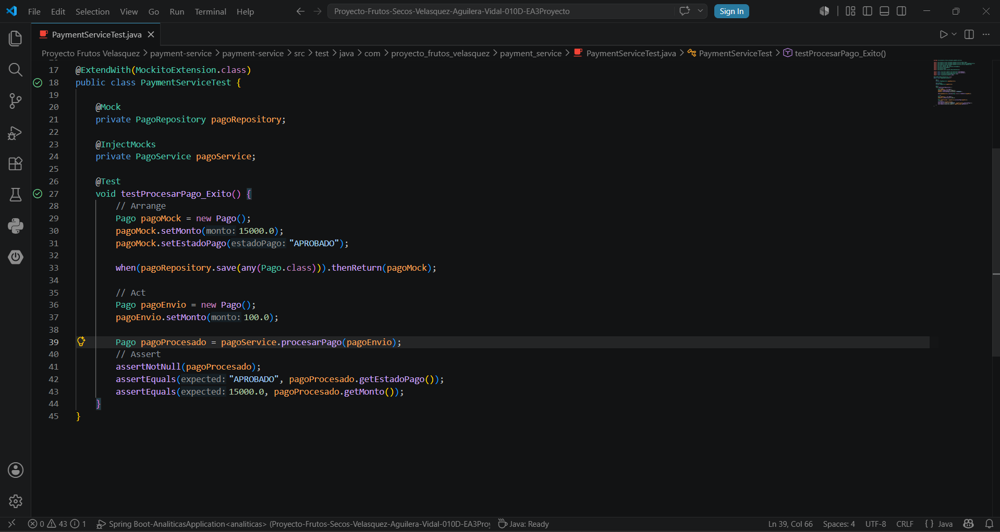 File Edit Selection View Go Run Terminal Help
Proyecto-Frutos-Secos-Velasquez-Aguilera-Vidal-010D-EA3Proyecto
Sign In
PaymentServiceTest.java
Proyecto Frutos Velasquez > payment-service > payment-service > src > test > java > com > proyecto_frutos_velasquez > payment_service > PaymentServiceTest.java > PaymentServiceTest > testProcesarPago_Exito()
17 @ExtendWith(MockitoExtension.class)
18 public class PaymentServiceTest {
19
20 @Mock
21 private PagoRepository pagoRepository;
22
23 @InjectMocks
24 private PagoService pagoService;
25
26 @Test
27 void testProcesarPago_Exito() {
28 // Arrange
29 Pago pagoMock = new Pago();
30 pagoMock.setMonto(monto: 15000.0);
31 pagoMock.setEstadoPago(estadoPago: "APROBADO");
32
33 when(pagoRepository.save(any(Pago.class))).thenReturn(pagoMock);
34
35 // Act
36 Pago pagoEnvio = new Pago();
37 pagoEnvio.setMonto(monto: 100.0);
38
39 Pago pagoProcesado = pagoService.procesarPago(pagoEnvio);
40 // Assert
41 assertNotNull(pagoProcesado);
42 assertEquals(expected: "APROBADO", pagoProcesado.getEstadoPago());
43 assertEquals(expected: 15000.0, pagoProcesado.getMonto());
44 }
45 }
0 43 1 Spring Boot-AnaliticasApplication<analiticas> (Proyecto-Frutos-Secos-Velasquez-Aguilera-Vidal-010D-EA3Proy Java: Ready Ln 39, Col 66 Spaces: 4 UTF-8 CRLF {} Java